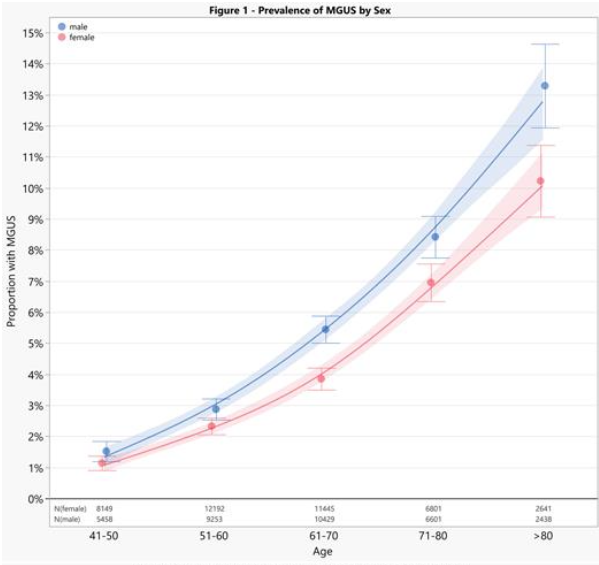 Figure 1 - Prevalence of MGUS by Sex
male
female
15%
14%
13%
12%
11%
10%
9%
8%
7%
6%
5%
4%
3%
2%
1%
0%
Proportion with MGUS
N(female) 8149 12192 11445 6801 2641
N(male) 5458 9253 10429 6601 2438
41-50 51-60 61-70 71-80 >80
Age